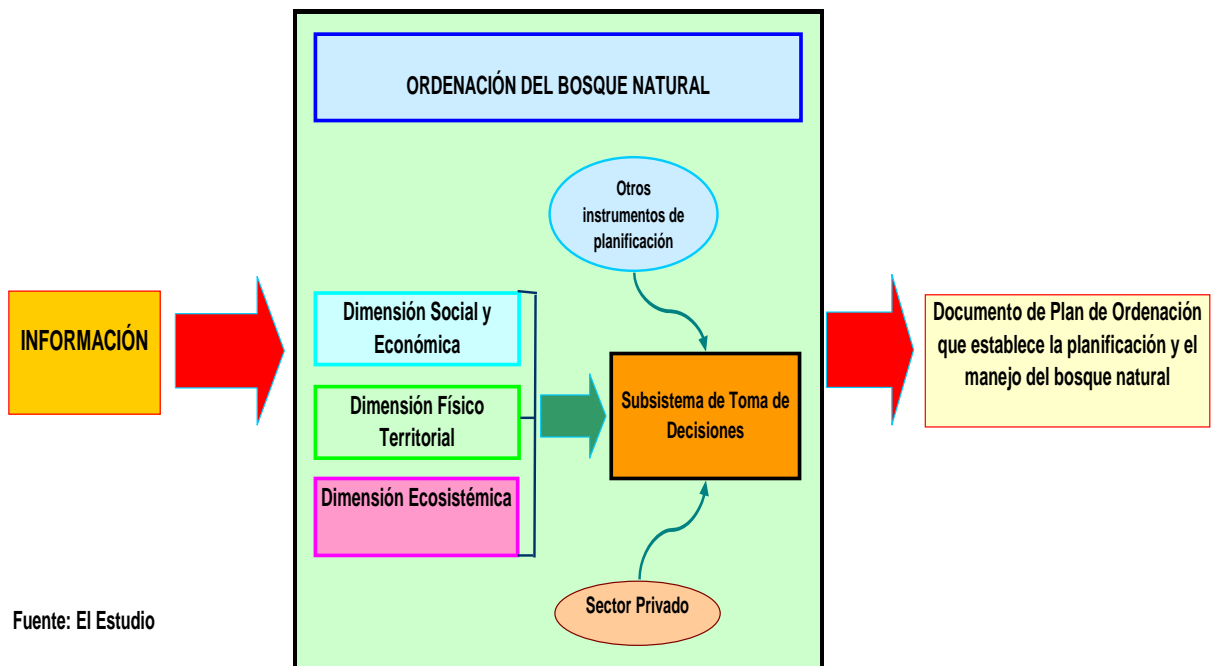 ORDENACIÓN DEL BOSQUE NATURAL
Otros
instrumentos de
planificación
INFORMACIÓN
Dimensión Social y
Económica
Dimensión Físico
Territorial
Dimensión Ecosistémica
Subsistema de Toma de
Decisiones
Sector Privado
Documento de Plan de Ordenación
que establece la planificación y el
manejo del bosque natural
Fuente: El Estudio